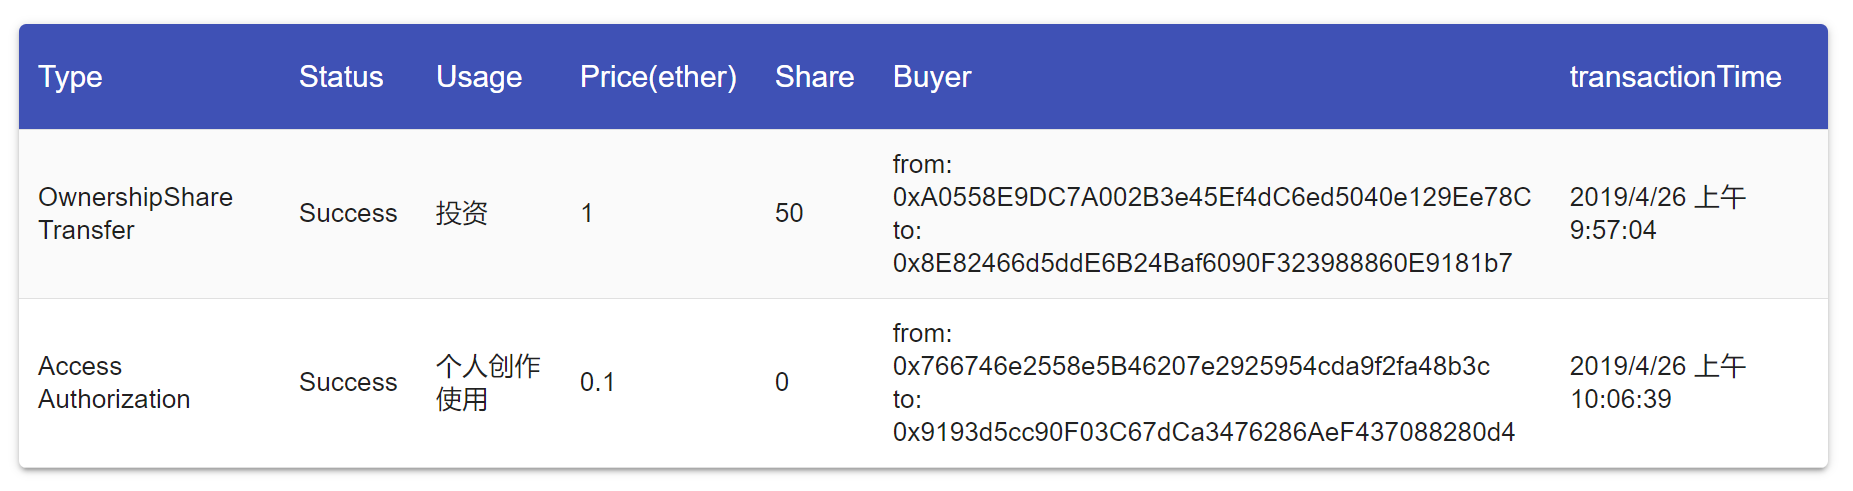 Type Status Usage Price(ether) Share Buyer transactionTime
OwnershipShare
Transfer
Success
投资
1
50
from:
0xA0558E9DC7A002B3e45Ef4dC6ed5040e129Ee78C
to:
0x8E82466d5ddE6B24Baf6090F323988860E9181b7
2019/4/26 上午
9:57:04
Access
Authorization
Success
个人创作
使用
0.1
0
from:
0x766746e2558e5B46207e2925954cda9f2fa48b3c
to:
0x9193d5cc90F03C67dCa3476286AeF437088280d4
2019/4/26 上午
10:06:39